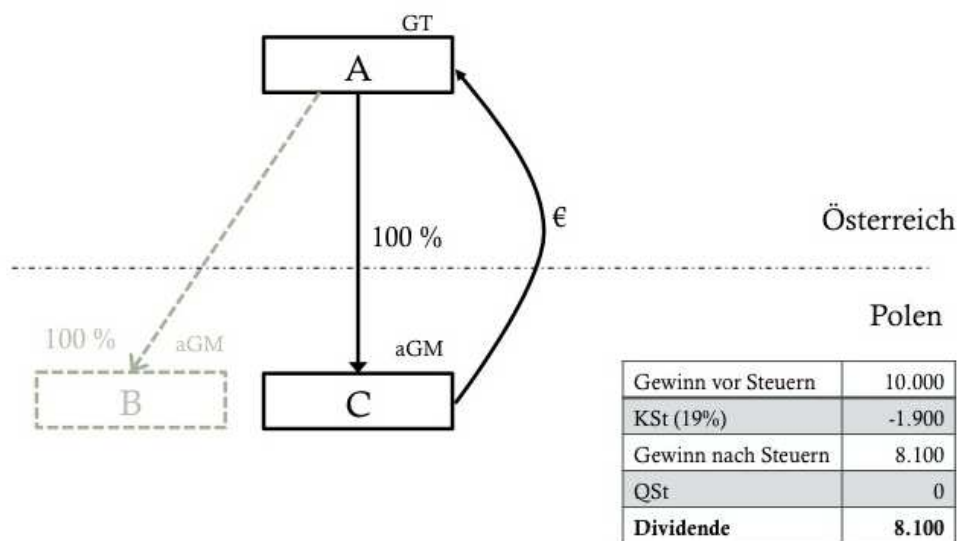 GT
A
€
Österreich
100 %
Polen
100 %
aGM
aGM
B
C
Gewinn vor Steuern 10.000
KSt (19%) -1.900
Gewinn nach Steuern 8.100
QSt 0
Dividende 8.100